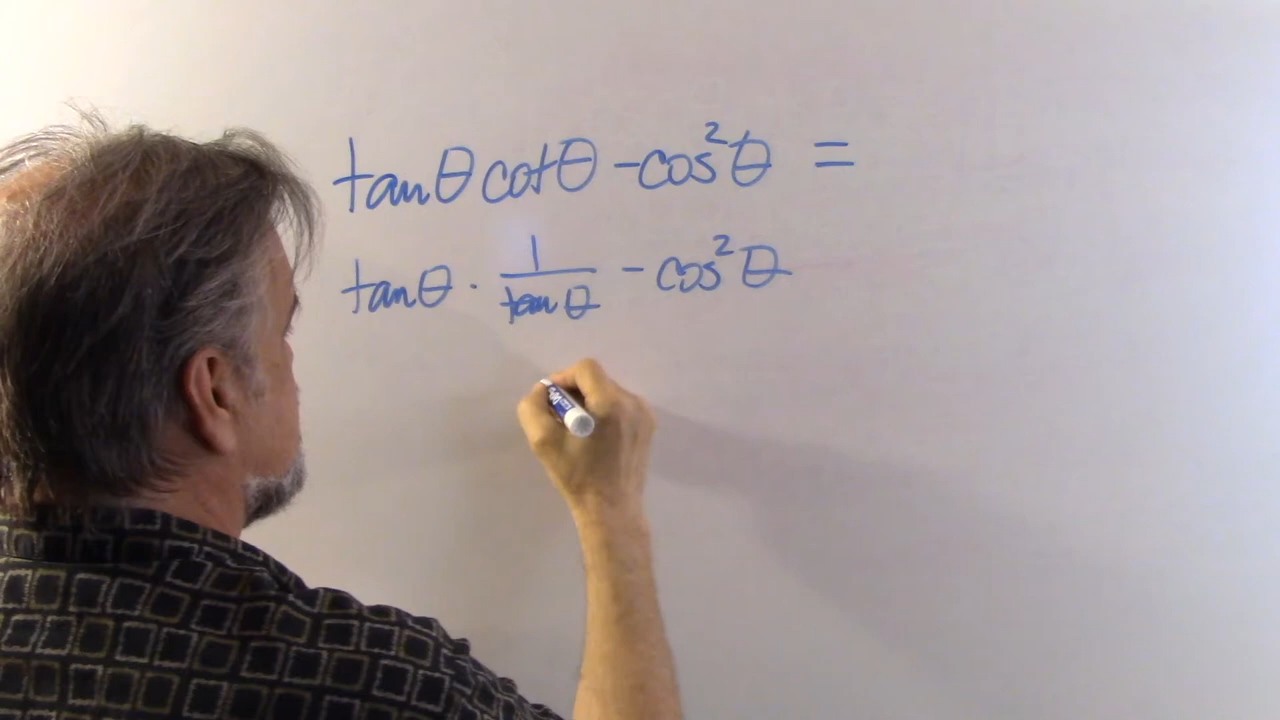 tanθ cotθ - cos²θ =
tanθ · 1/tanθ - cos²θ